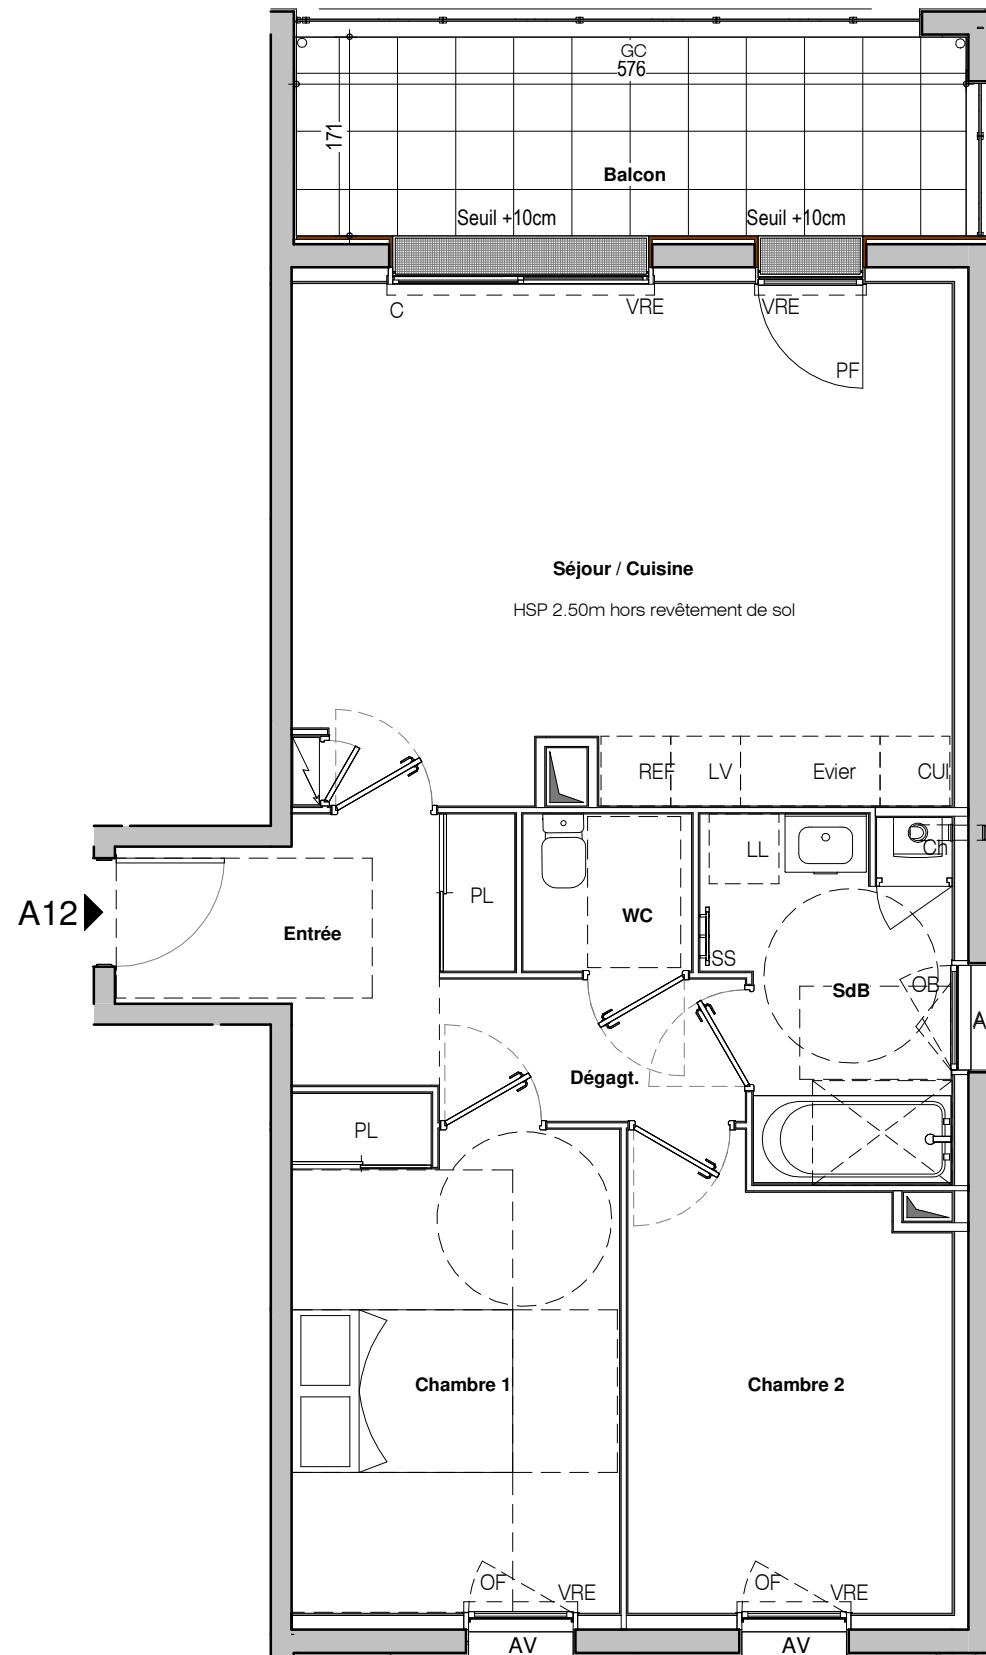 GC
576
171
Balcon
Seuil +10cm
Seuil +10cm
C
VRE
VRE
PF
Séjour / Cuisine
HSP 2.50m hors revêtement de sol
REF
LV
Evier
CUI
A12
Entrée
PL
WC
LL
Ch
SS
SdB
OB
A
Dégagt.
PL
Chambre 1
Chambre 2
OF
VRE
OF
VRE
AV
AV